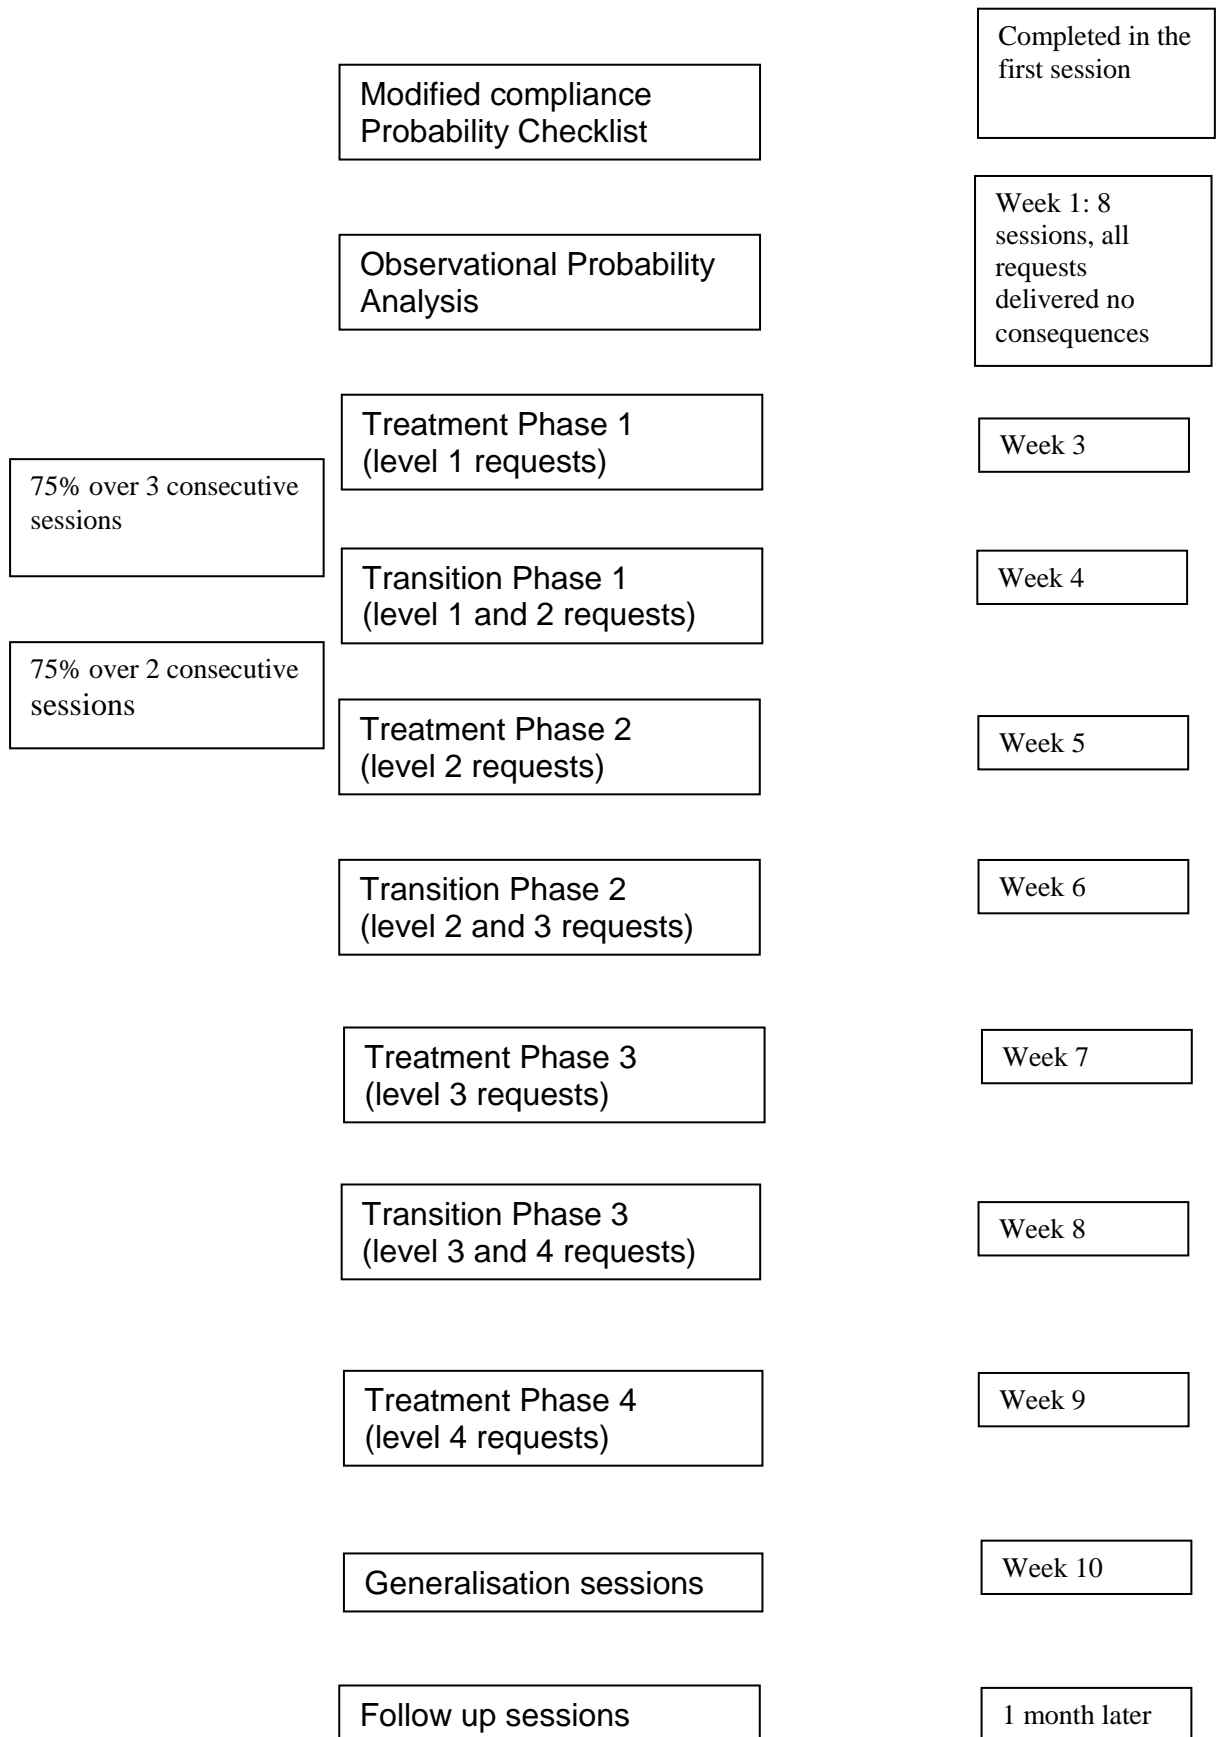 Completed in the
first session
Modified compliance
Probability Checklist
Week 1: 8
sessions, all
requests
delivered no
consequences
Observational Probability
Analysis
Treatment Phase 1
(level 1 requests)
Week 3
75% over 3 consecutive
sessions
Transition Phase 1
(level 1 and 2 requests)
Week 4
75% over 2 consecutive
sessions
Treatment Phase 2
(level 2 requests)
Week 5
Transition Phase 2
(level 2 and 3 requests)
Week 6
Treatment Phase 3
(level 3 requests)
Week 7
Transition Phase 3
(level 3 and 4 requests)
Week 8
Treatment Phase 4
(level 4 requests)
Week 9
Generalisation sessions
Week 10
Follow up sessions
1 month later